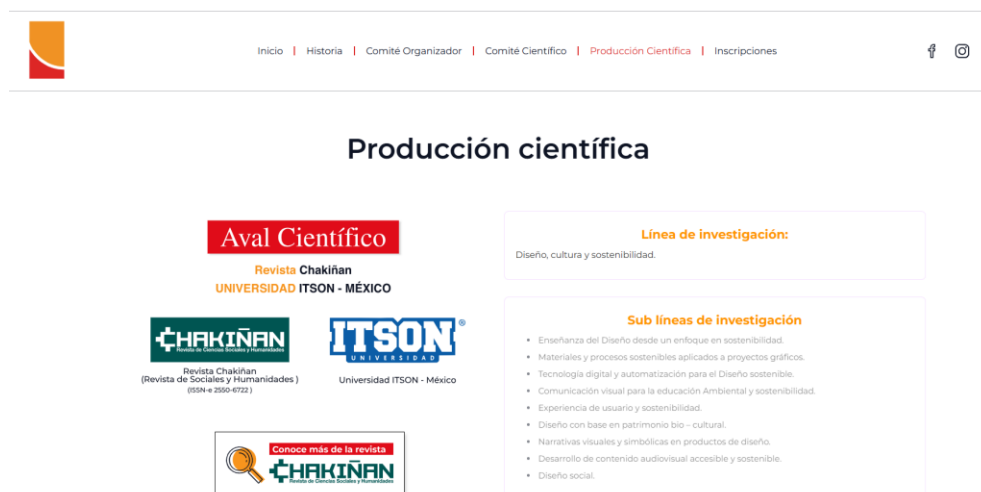 Inicio | Historia | Comité Organizador | Comité Científico | Producción Científica | Inscripciones
Producción científica
Aval Científico
Revista Chakiñan
UNIVERSIDAD ITSON - MÉXICO
CHAKIÑAN
Revista de Ciencias Sociales y Humanidades
Revista Chakiñan
(Revista de Sociales y Humanidades )
(ISSN-e 2550-6722 )
ITSON®
UNIVERSIDAD
Universidad ITSON - México
Conoce más de la revista
CHAKIÑAN
Revista de Ciencias Sociales y Humanidades
Línea de investigación:
Diseño, cultura y sostenibilidad.
Sub líneas de investigación
• Enseñanza del Diseño desde un enfoque en sostenibilidad.
• Materiales y procesos sostenibles aplicados a proyectos gráficos.
• Tecnología digital y automatización para el Diseño sostenible.
• Comunicación visual para la educación Ambiental y sostenibilidad.
• Experiencia de usuario y sostenibilidad.
• Diseño con base en patrimonio bio – cultural.
• Narrativas visuales y simbólicas en productos de diseño.
• Desarrollo de contenido audiovisual accesible y sostenible.
• Diseño social.